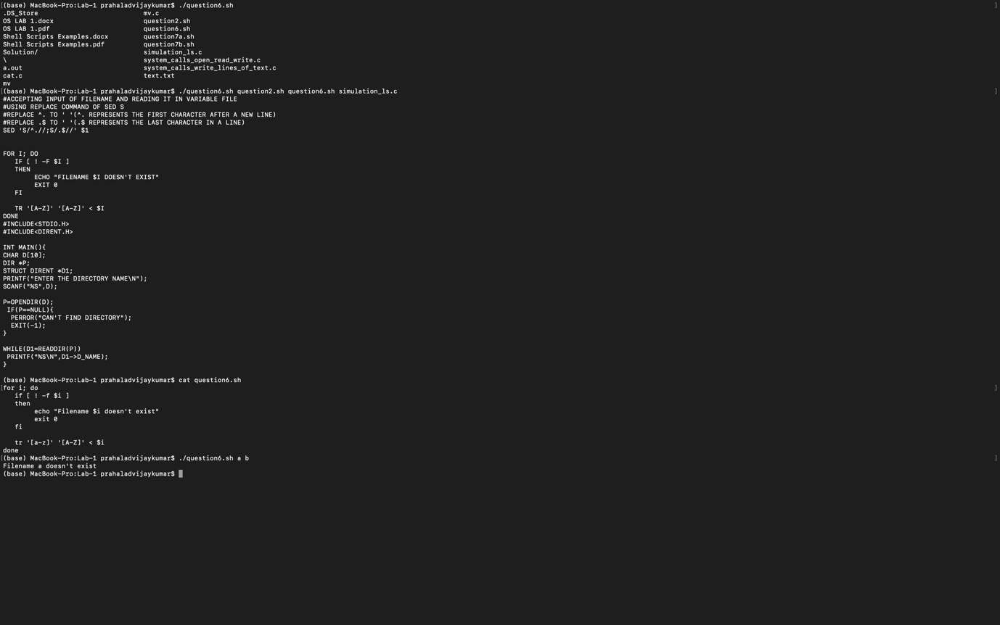 [(base) MacBook-Pro:Lab-1 prahaladvijaykumar$ ./question6.sh ]
.DS_Store                           mv.c
OS LAB 1.docx                       question2.sh
OS LAB 1.pdf                        question6.sh
Shell Scripts Examples.docx         question7a.sh
Shell Scripts Examples.pdf          question7b.sh
Solution/                           simulation_ls.c
\                                   system_calls_open_read_write.c
a.out                               system_calls_write_lines_of_text.c
cat.c                               text.txt
mv
[(base) MacBook-Pro:Lab-1 prahaladvijaykumar$ ./question6.sh question2.sh question6.sh simulation_ls.c ]
#ACCEPTING INPUT OF FILENAME AND READING IT IN VARIABLE FILE
#USING REPLACE COMMAND OF SED S
#REPLACE ^. TO ' '(^. REPRESENTS THE FIRST CHARACTER AFTER A NEW LINE)
#REPLACE .$ TO ' '(.$ REPRESENTS THE LAST CHARACTER IN A LINE)
SED 'S/^.//;S/.$//' $1


FOR I; DO
   IF [ ! -F $I ]
   THEN
        ECHO "FILENAME $I DOESN'T EXIST"
        EXIT 0
   FI

   TR '[A-Z]' '[A-Z]' < $I
DONE
#INCLUDE<STDIO.H>
#INCLUDE<DIRENT.H>

INT MAIN(){
CHAR D[10];
DIR *P;
STRUCT DIRENT *D1;
PRINTF("ENTER THE DIRECTORY NAME\N");
SCANF("%S",D);

P=OPENDIR(D);
 IF(P==NULL){
  PERROR("CAN'T FIND DIRECTORY");
  EXIT(-1);
}

WHILE(D1=READDIR(P))
 PRINTF("%S\N",D1->D_NAME);
}

(base) MacBook-Pro:Lab-1 prahaladvijaykumar$ cat question6.sh
[for i; do ]
   if [ ! -f $i ]
   then
        echo "Filename $i doesn't exist"
        exit 0
   fi

   tr '[a-z]' '[A-Z]' < $i
done
[(base) MacBook-Pro:Lab-1 prahaladvijaykumar$ ./question6.sh a b ]
Filename a doesn't exist
(base) MacBook-Pro:Lab-1 prahaladvijaykumar$